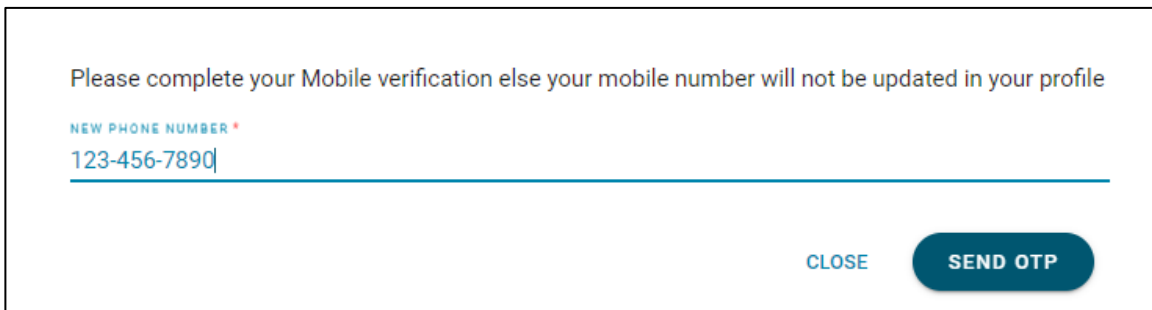 Please complete your Mobile verification else your mobile number will not be updated in your profile
NEW PHONE NUMBER *
123-456-7890
CLOSE SEND OTP